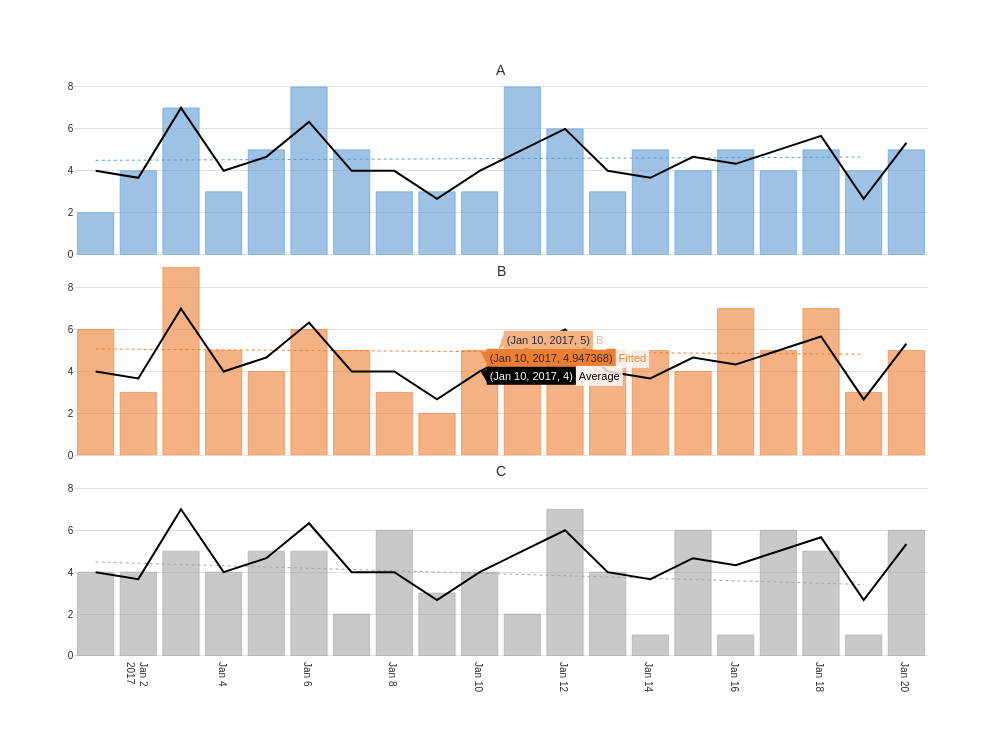 A
8
6
4
2
0
B
8
6
4
2
0
(Jan 10, 2017, 5) B
(Jan 10, 2017, 4.947368) Fitted
(Jan 10, 2017, 4) Average
C
8
6
4
2
0
Jan 2
2017
Jan 4
Jan 6
Jan 8
Jan 10
Jan 12
Jan 14
Jan 16
Jan 18
Jan 20